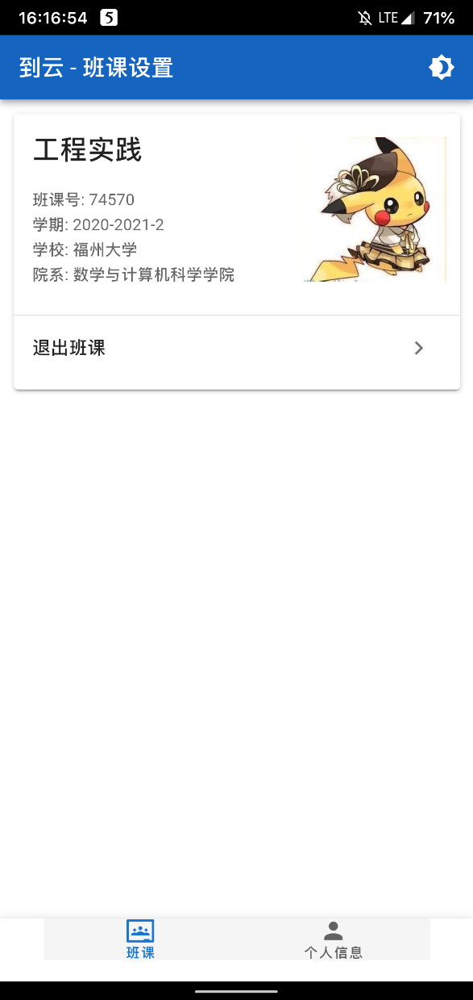 16:16:54 5 LTE 71%
到云 - 班课设置
工程实践
班课号: 74570
学期: 2020-2021-2
学校: 福州大学
院系: 数学与计算机科学学院
退出班课
班课 个人信息